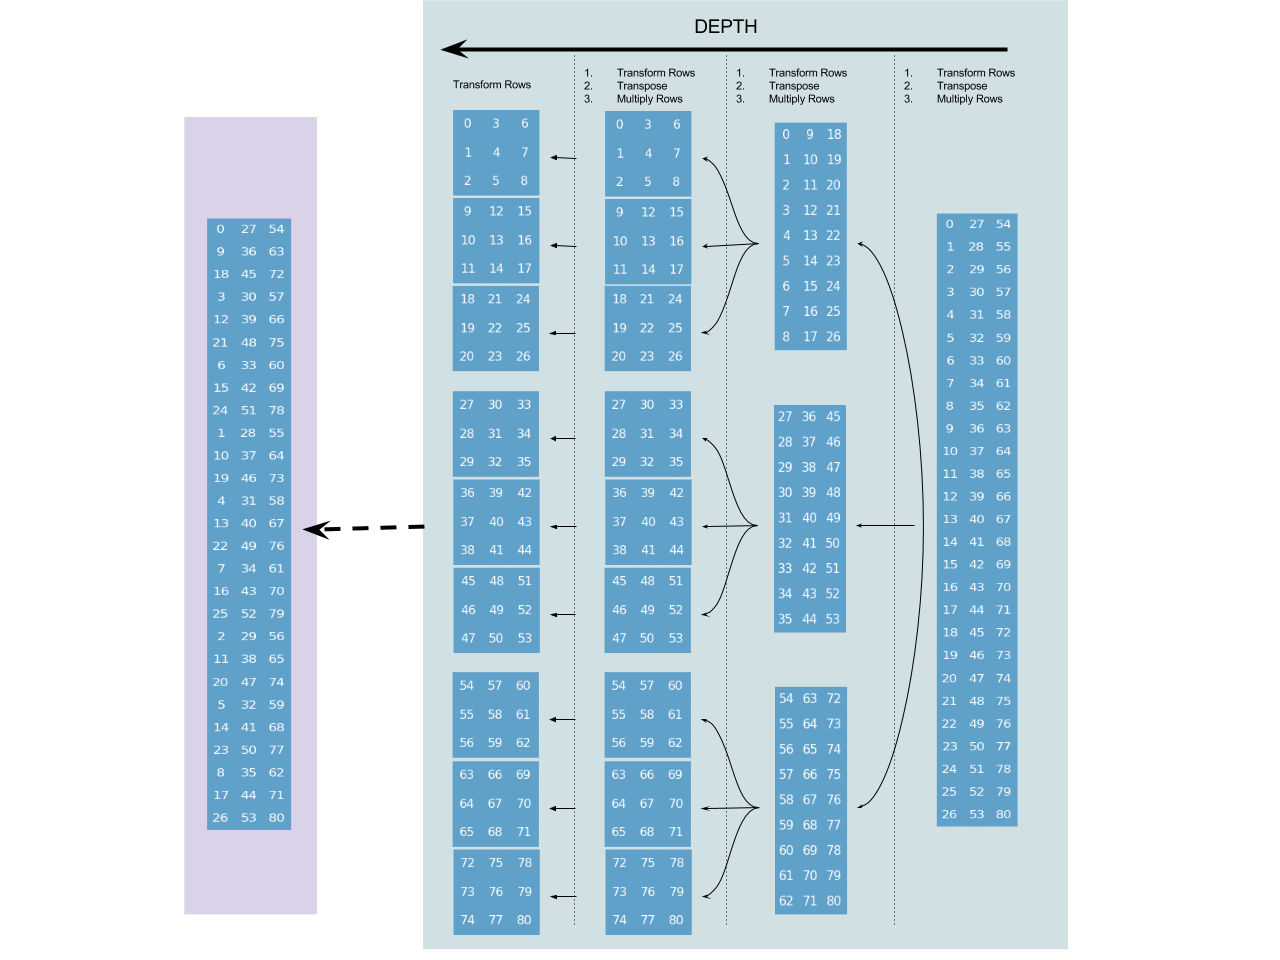 DEPTH
Transform Rows
1. Transform Rows
2. Transpose
3. Multiply Rows
1. Transform Rows
2. Transpose
3. Multiply Rows
1. Transform Rows
2. Transpose
3. Multiply Rows
0 27 54
9 36 63
18 45 72
3 30 57
12 39 66
21 48 75
6 33 60
15 42 69
24 51 78
1 28 55
10 37 64
19 46 73
4 31 58
13 40 67
22 49 76
7 34 61
16 43 70
25 52 79
2 29 56
11 38 65
20 47 74
5 32 59
14 41 68
23 50 77
8 35 62
17 44 71
26 53 80
0 3 6
1 4 7
2 5 8
9 12 15
10 13 16
11 14 17
18 21 24
19 22 25
20 23 26
27 30 33
28 31 34
29 32 35
36 39 42
37 40 43
38 41 44
45 48 51
46 49 52
47 50 53
54 57 60
55 58 61
56 59 62
63 66 69
64 67 70
65 68 71
72 75 78
73 76 79
74 77 80
0 3 6
1 4 7
2 5 8
9 12 15
10 13 16
11 14 17
18 21 24
19 22 25
20 23 26
27 30 33
28 31 34
29 32 35
36 39 42
37 40 43
38 41 44
45 48 51
46 49 52
47 50 53
54 57 60
55 58 61
56 59 62
63 66 69
64 67 70
65 68 71
72 75 78
73 76 79
74 77 80
0 9 18
1 10 19
2 11 20
3 12 21
4 13 22
5 14 23
6 15 24
7 16 25
8 17 26
27 36 45
28 37 46
29 38 47
30 39 48
31 40 49
32 41 50
33 42 51
34 43 52
35 44 53
54 63 72
55 64 73
56 65 74
57 66 75
58 67 76
59 68 77
60 69 78
61 70 79
62 71 80
0 27 54
1 28 55
2 29 56
3 30 57
4 31 58
5 32 59
6 33 60
7 34 61
8 35 62
9 36 63
10 37 64
11 38 65
12 39 66
13 40 67
14 41 68
15 42 69
16 43 70
17 44 71
18 45 72
19 46 73
20 47 74
21 48 75
22 49 76
23 50 77
24 51 78
25 52 79
26 53 80